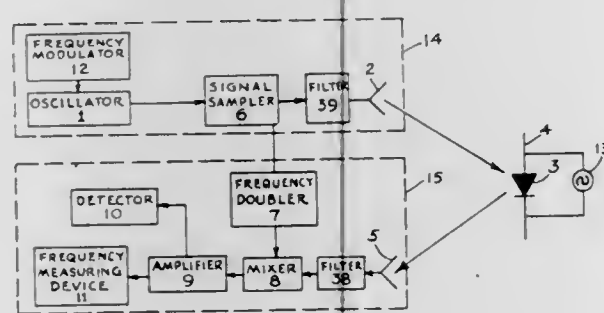 FREQUENCY
MODULATOR
12
OSCILLATOR
1
SIGNAL
SAMPLER
6
FILTER
39
2
14
4
3
13
DETECTOR
10
FREQUENCY
DOUBLER
7
15
5
FREQUENCY
MEASURING
DEVICE
11
AMPLIFIER
9
MIXER
8
FILTER
38